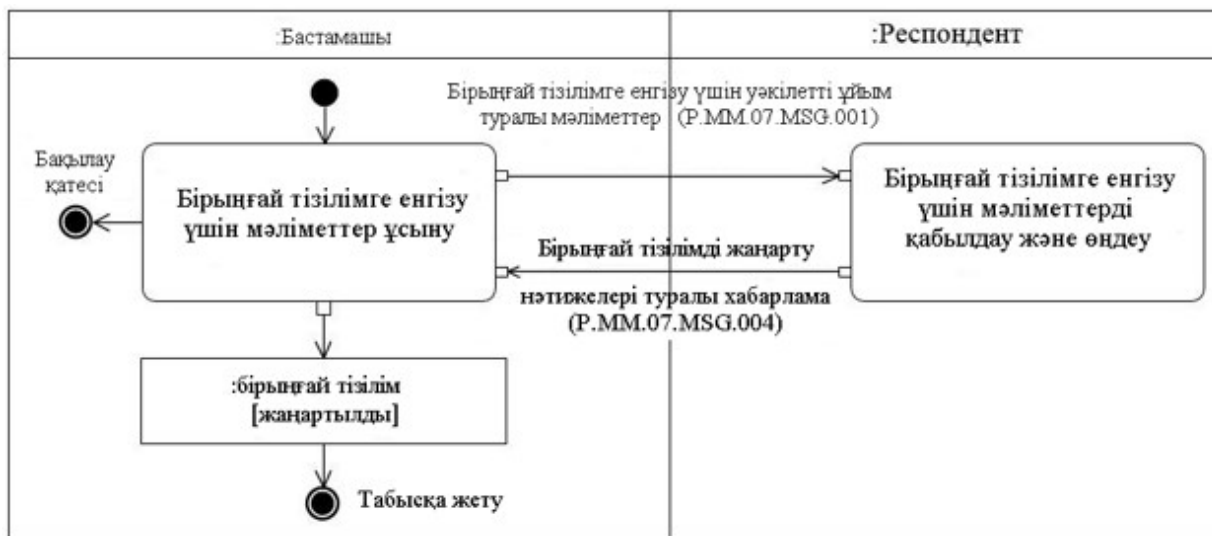 :Бастамашы
:Респондент
Бірыңғай тізілімге енгізу үшін уәкілетті ұйым
туралы мәліметтер (P.MM.07.MSG.001)
Бақылау
қатесі
Бірыңғай тізілімге енгізу
үшін мәліметтер ұсыну
Бірыңғай тізілімге енгізу
үшін мәліметтерді
қабылдау және өңдеу
Бірыңғай тізілімді жаңарту
нәтижелері туралы хабарлама
(P.MM.07.MSG.004)
:бірыңғай тізілім
[жаңартылды]
Табысқа жету